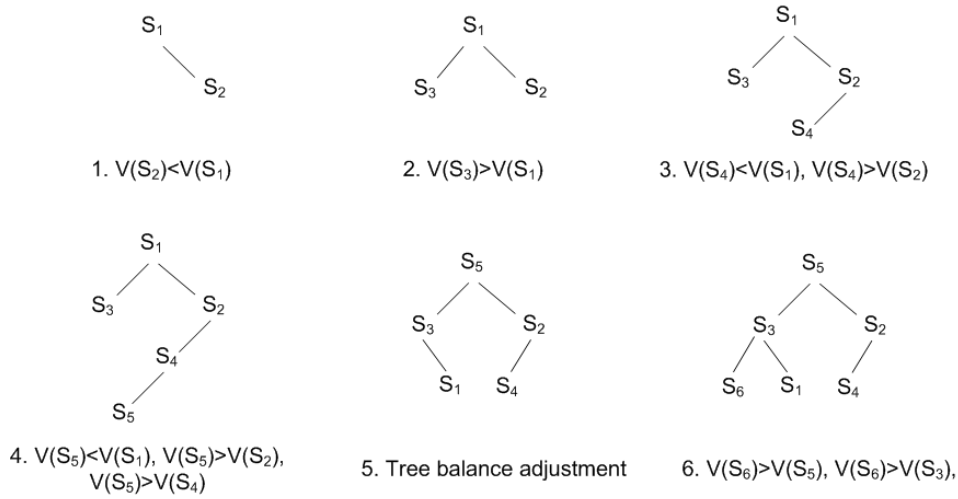 S₁
S₂
1. V(S₂)<V(S₁)
S₁
S₃ S₂
2. V(S₃)>V(S₁)
S₁
S₃ S₂
S₄
3. V(S₄)<V(S₁), V(S₄)>V(S₂)
S₁
S₃ S₂
S₄
S₅
4. V(S₅)<V(S₁), V(S₅)>V(S₂),
V(S₅)>V(S₄)
S₅
S₃ S₂
S₁ S₄
5. Tree balance adjustment
S₅
S₃ S₂
S₆ S₁ S₄
6. V(S₆)>V(S₅), V(S₆)>V(S₃),